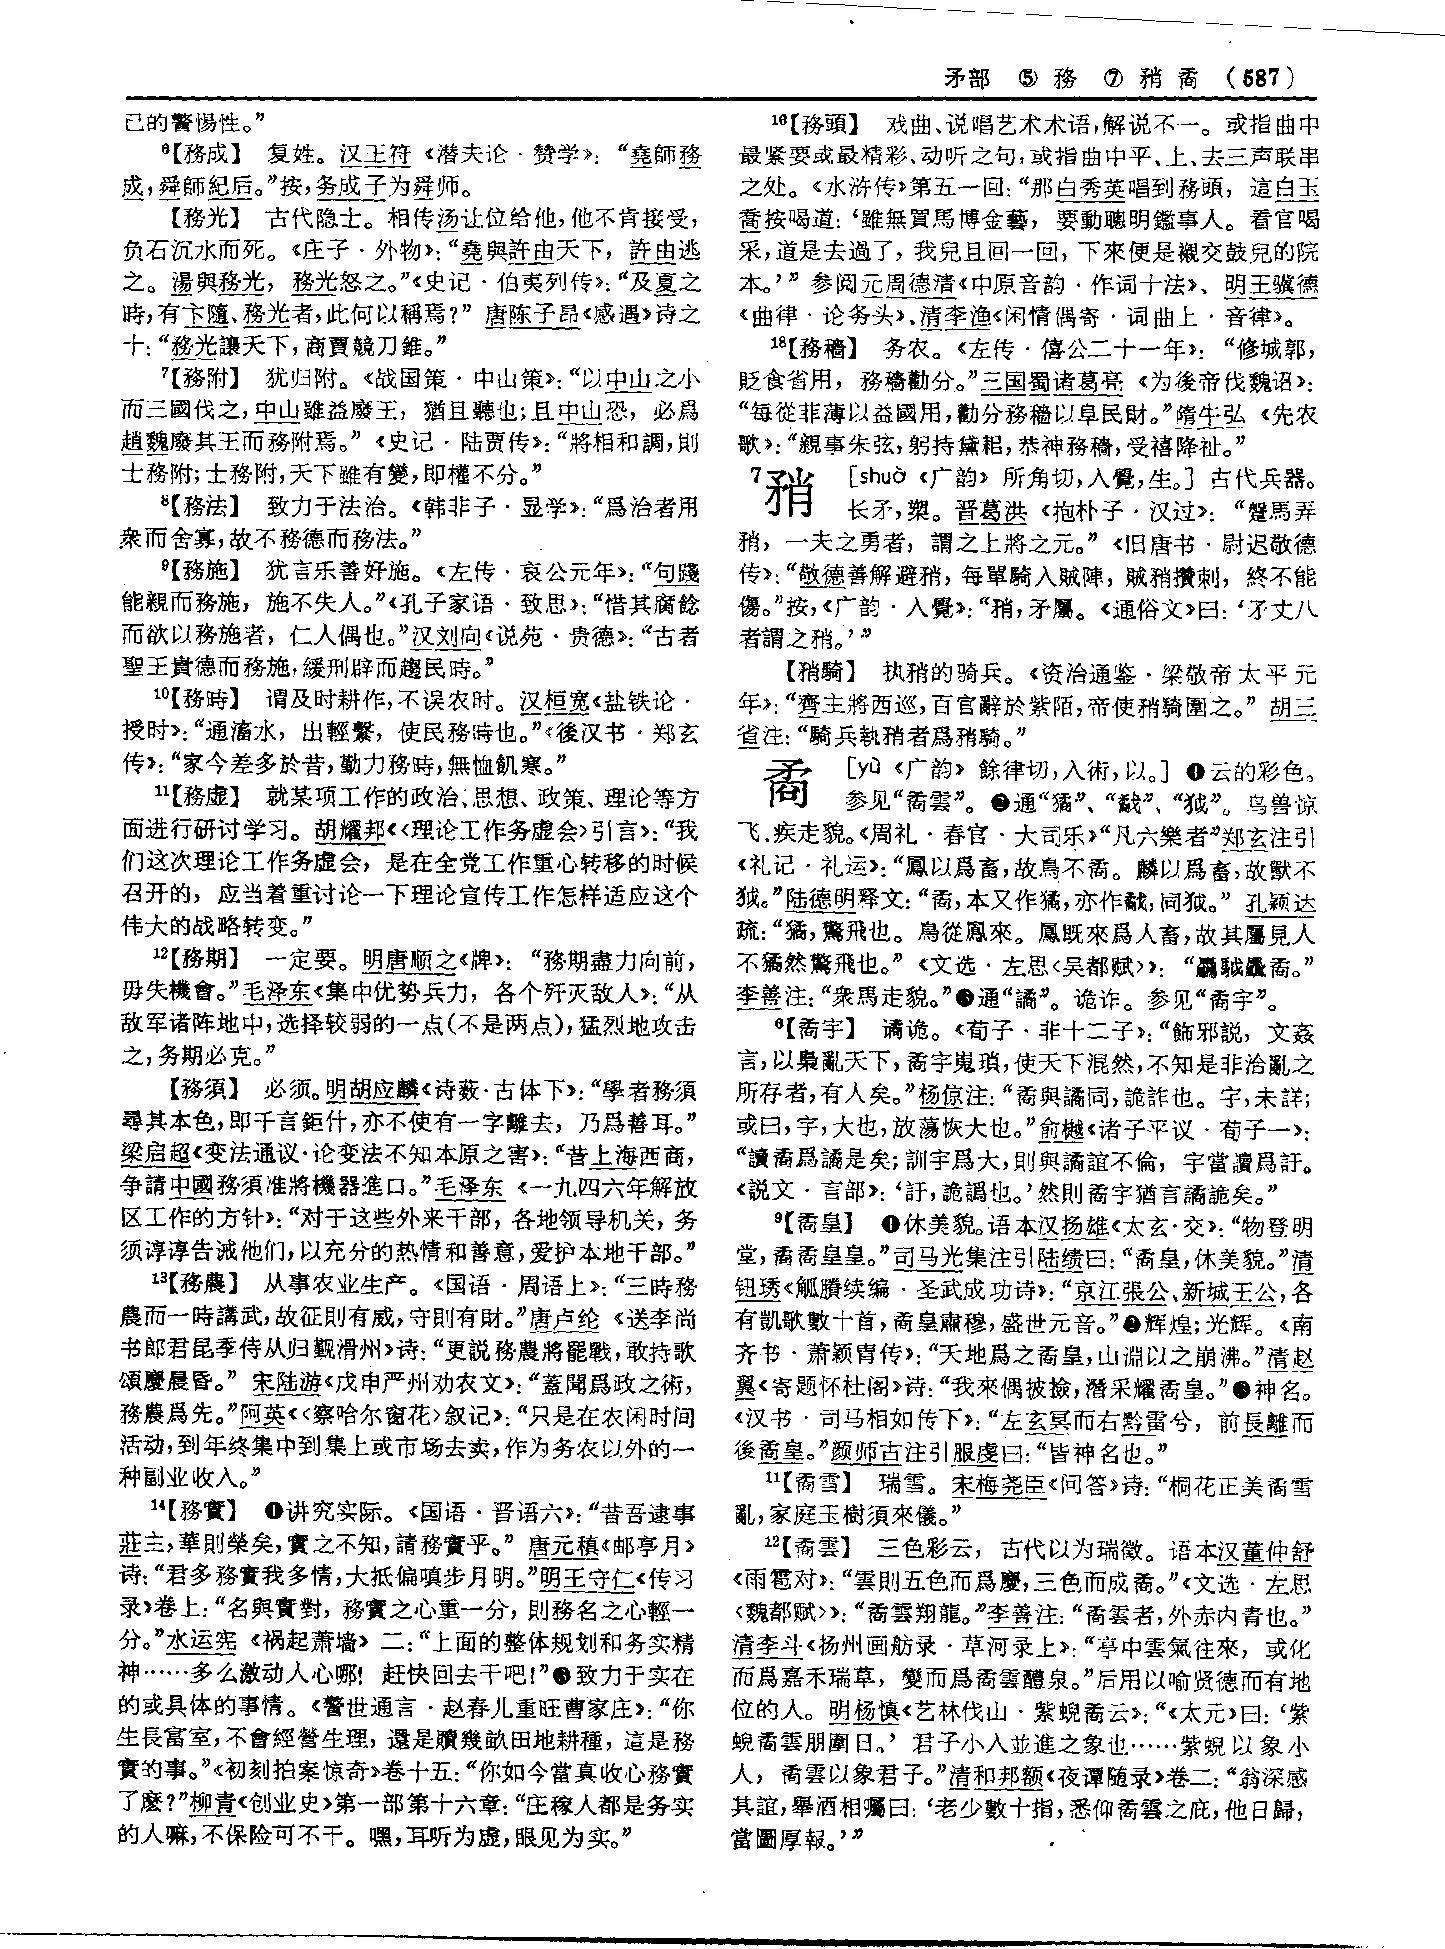 矛部 ⑤務 ⑦矟矞 (587)
已的警惕性。”
⁶【務成】 复姓。汉王符《潜夫论·赞学》：“堯師務
成，舜師紀后。”按，务成子为舜师。
【務光】 古代隐士。相传汤让位给他，他不肯接受，
负石沉水而死。《庄子·外物》：“堯與許由天下，許由逃
之。湯與務光，務光怒之。”《史记·伯夷列传》：“及夏之
時，有卞隨、務光者，此何以稱焉？” 唐陈子昂《感遇》诗之
十：“務光讓天下，商賈競刀錐。”
⁷【務附】 犹归附。《战国策·中山策》：“以中山之小
而三國伐之，中山雖益廢王，猶且聽也；且中山恐，必爲
趙魏廢其王而務附焉。”《史记·陆贾传》：“將相和調，則
士務附；士務附，天下雖有變，即權不分。”
⁸【務法】 致力于法治。《韩非子·显学》：“爲治者用
衆而舍寡，故不務德而務法。”
⁹【務施】 犹言乐善好施。《左传·哀公元年》：“句踐
能親而務施，施不失人。”《孔子家语·致思》：“惜其腐餁
而欲以務施者，仁人偶也。”汉刘向《说苑·贵德》：“古者
聖王貴德而務施，緩刑辟而趨民時。”
¹⁰【務時】 谓及时耕作，不误农时。汉桓宽《盐铁论·
授时》：“通滀水，出輕繫，使民務時也。”《後汉书·郑玄
传》：“家今差多於昔，勤力務時，無恤飢寒。”
¹¹【務虚】 就某项工作的政治、思想、政策、理论等方
面进行研讨学习。胡耀邦《〈理论工作务虚会〉引言》：“我
们这次理论工作务虚会，是在全党工作重心转移的时候
召开的，应当着重讨论一下理论宣传工作怎样适应这个
伟大的战略转变。”
¹²【務期】 一定要。明唐顺之《牌》：“務期盡力向前，
毋失機會。”毛泽东《集中优势兵力，各个歼灭敌人》：“从
敌军诸阵地中，选择较弱的一点（不是两点），猛烈地攻击
之，务期必克。”
【務須】 必须。明胡应麟《诗薮·古体下》：“學者務須
尋其本色，即千言鉅什，亦不使有一字離去，乃爲善耳。”
梁启超《变法通议·论变法不知本原之害》：“昔上海西商，
争請中國務須准將機器進口。”毛泽东《一九四六年解放
区工作的方针》：“对于这些外来干部，各地领导机关，务
须谆谆告诫他们，以充分的热情和善意，爱护本地干部。”
¹³【務農】 从事农业生产。《国语·周语上》：“三時務
農而一時講武，故征則有威，守則有財。”唐卢纶《送李尚
书郎君昆季侍从归觐滑州》诗：“更説務農將罷戰，敢持歌
頌慶晨昏。” 宋陆游《戊申严州劝农文》：“蓋聞爲政之術，
務農爲先。”阿英《〈察哈尔窗花〉叙记》：“只是在农闲时间
活动，到年终集中到集上或市场去卖，作为务农以外的一
种副业收入。”
¹⁴【務實】 ❶讲究实际。《国语·晋语六》：“昔吾逮事
莊主，華則榮矣，實之不知，請務實乎。” 唐元稹《邮亭月》
诗：“君多務實我多情，大抵偏嗔步月明。”明王守仁《传习
录》卷上：“名與實對，務實之心重一分，則務名之心輕一
分。”水运宪《祸起萧墙》二：“上面的整体规划和务实精
神……多么激动人心哪！赶快回去干吧！”❷致力于实在
的或具体的事情。《警世通言·赵春儿重旺曹家庄》：“你
生長富室，不會經營生理，還是贖幾畝田地耕種，這是務
實的事。”《初刻拍案惊奇》卷十五：“你如今當真收心務實
了麽？”柳青《创业史》第一部第十六章：“庄稼人都是务实
的人嘛，不保险可不干。嘿，耳听为虚，眼见为实。”
¹⁶【務頭】 戏曲、说唱艺术术语，解说不一。或指曲中
最紧要或最精彩、动听之句，或指曲中平、上、去三声联串
之处。《水浒传》第五一回：“那白秀英唱到務頭，這白玉
喬按喝道：‘雖無買馬博金藝，要動聰明鑑事人。看官喝
采，道是去過了，我兒且回一回，下來便是襯交鼓兒的院
本。’” 参阅元周德清《中原音韵·作词十法》、明王骥德
《曲律·论务头》、清李渔《闲情偶寄·词曲上·音律》。
¹⁸【務穡】 务农。《左传·僖公二十一年》：“修城郭，
貶食省用，務穡勸分。”三国蜀诸葛亮《为後帝伐魏诏》：
“每從菲薄以益國用，勸分務穡以阜民財。”隋牛弘《先农
歌》：“親事朱弦，躬持黛耜，恭神務穡，受禧降祉。”
⁷矟 [shuò《广韵》所角切，入覺，生。] 古代兵器。
长矛，槊。晋葛洪《抱朴子·汉过》：“躄馬弄
矟，一夫之勇者，謂之上將之元。”《旧唐书·尉迟敬德
传》：“敬德善解避矟，每單騎入賊陣，賊矟攢刺，終不能
傷。”按，《广韵·入覺》：“矟，矛屬。《通俗文》曰：‘矛丈八
者謂之矟。’”
【矟騎】 执矟的骑兵。《资治通鉴·梁敬帝太平元
年》：“齊主將西巡，百官辭於紫陌，帝使矟騎圍之。” 胡三
省注：“騎兵執矟者爲矟騎。”
矞 [yù《广韵》餘律切，入術，以。] ❶云的彩色。
参见“矞雲”。❷通“獝”、“䎀”、“狘”。鸟兽惊
飞、疾走貌。《周礼·春官·大司乐》“凡六樂者”郑玄注引
《礼记·礼运》：“鳳以爲畜，故鳥不矞。麟以爲畜，故獸不
狘。”陆德明释文：“矞，本又作獝，亦作䎀，同狘。” 孔颖达
疏：“獝，驚飛也。鳥從鳳來。鳳既來爲人畜，故其屬見人
不獝然驚飛也。”《文选·左思〈吴都赋〉》：“驫駥飍矞。”
李善注：“衆馬走貌。”❸通“譎”。诡诈。参见“矞宇”。
⁶【矞宇】 谲诡。《荀子·非十二子》：“飾邪説，文姦
言，以梟亂天下，矞宇嵬瑣，使天下混然，不知是非治亂之
所存者，有人矣。”杨倞注：“矞與譎同，詭詐也。宇，未詳；
或曰，宇，大也，放蕩恢大也。”俞樾《诸子平议·荀子一》：
“讀矞爲譎是矣；訓宇爲大，則與譎誼不倫，宇當讀爲訏。
《説文·言部》：‘訏，詭譌也。’然則矞宇猶言譎詭矣。”
⁹【矞皇】 ❶休美貌。语本汉扬雄《太玄·交》：“物登明
堂，矞矞皇皇。”司马光集注引陆绩曰：“矞皇，休美貌。”清
钮琇《觚賸续编·圣武成功诗》：“京江張公、新城王公，各
有凱歌數十首，矞皇肅穆，盛世元音。”❷辉煌；光辉。《南
齐书·萧颖胄传》：“天地爲之矞皇，山淵以之崩沸。”清赵
翼《寄题怀杜阁》诗：“我來偶披撿，潛采耀矞皇。”❸神名。
《汉书·司马相如传下》：“左玄冥而右黔雷兮，前長離而
後矞皇。”颜师古注引服虔曰：“皆神名也。”
¹¹【矞雪】 瑞雪。宋梅尧臣《问答》诗：“桐花正美矞雪
亂，家庭玉樹須來儀。”
¹²【矞雲】 三色彩云，古代以为瑞徵。语本汉董仲舒
《雨雹对》：“雲則五色而爲慶，三色而成矞。”《文选·左思
〈魏都赋〉》：“矞雲翔龍。”李善注：“矞雲者，外赤内青也。”
清李斗《扬州画舫录·草河录上》：“亭中雲氣往來，或化
而爲嘉禾瑞草，變而爲矞雲醴泉。”后用以喻贤德而有地
位的人。明杨慎《艺林伐山·紫蜺矞云》：“《太元》曰：‘紫
蜺矞雲朋圍日。’君子小人並進之象也……紫蜺以象小
人，矞雲以象君子。”清和邦额《夜谭随录》卷二：“翁深感
其誼，舉酒相囑曰：‘老少數十指，悉仰矞雲之庇，他日歸，
當圖厚報。’”